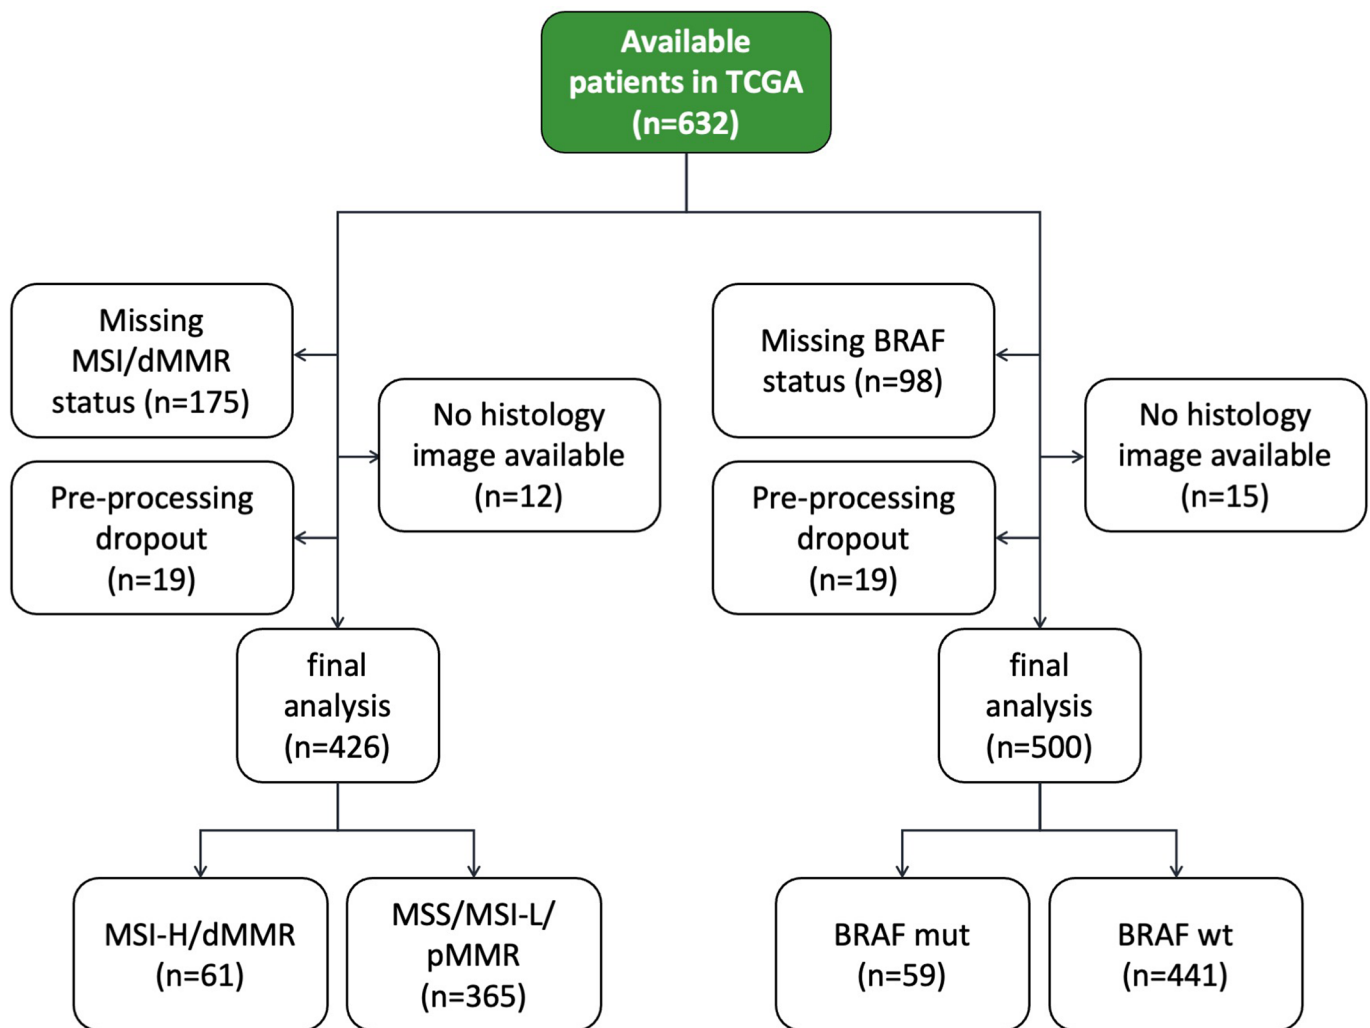 Available
patients in TCGA
(n=632)
Missing
MSI/dMMR
status (n=175)
No histology
image available
(n=12)
Pre-processing
dropout
(n=19)
final
analysis
(n=426)
MSI-H/dMMR
(n=61)
MSS/MSI-L/
pMMR
(n=365)
Missing BRAF
status (n=98)
No histology
image available
(n=15)
Pre-processing
dropout
(n=19)
final
analysis
(n=500)
BRAF mut
(n=59)
BRAF wt
(n=441)